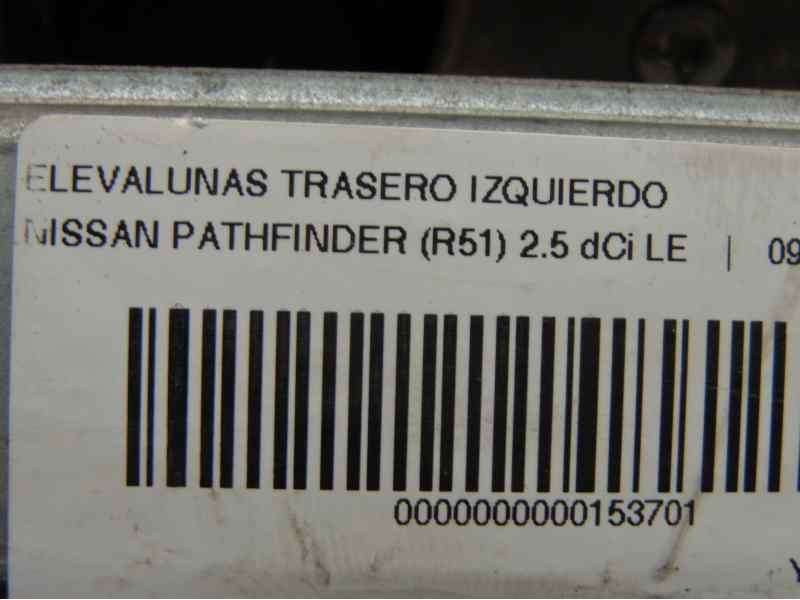 ELEVALUNAS TRASERO IZQUIERDO
NISSAN PATHFINDER (R51) 2.5 dCi LE | 09
0000000000153701